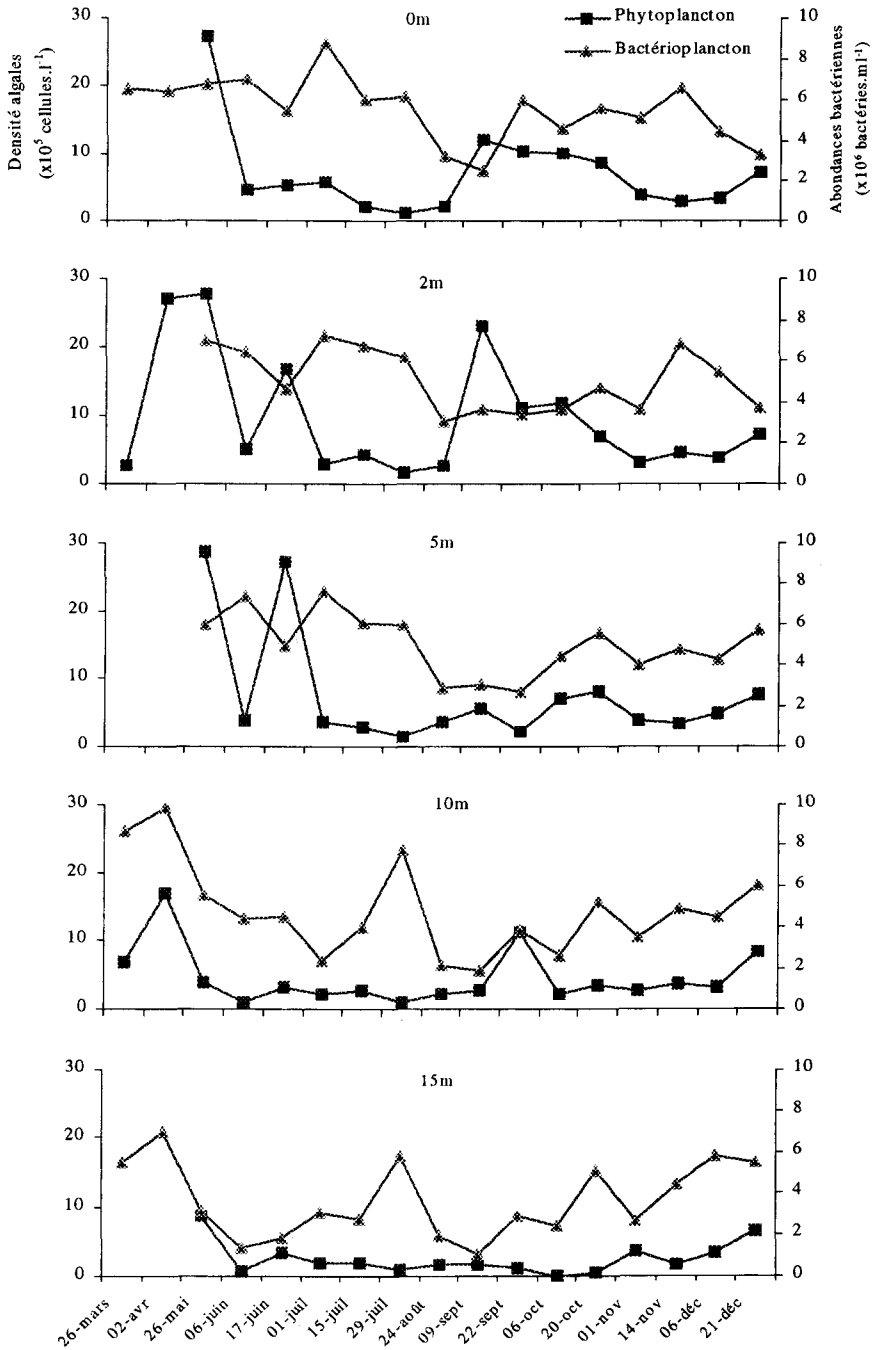 0m
Phytoplancton
Bactérioplancton
Densité algales
(x10⁵ cellules.l⁻¹)
Abondances bactériennes
(x10⁶ bactéries.ml⁻¹)
30
20
10
0
10
8
6
4
2
0
2m
30
20
10
0
10
8
6
4
2
0
5m
30
20
10
0
10
8
6
4
2
0
10m
30
20
10
0
10
8
6
4
2
0
15m
30
20
10
0
10
8
6
4
2
0
26-mars
02-avr
26-mai
06-juin
17-juin
01-juil
15-juil
29-juil
24-août
09-sept
22-sept
06-oct
20-oct
01-nov
14-nov
06-déc
21-déc